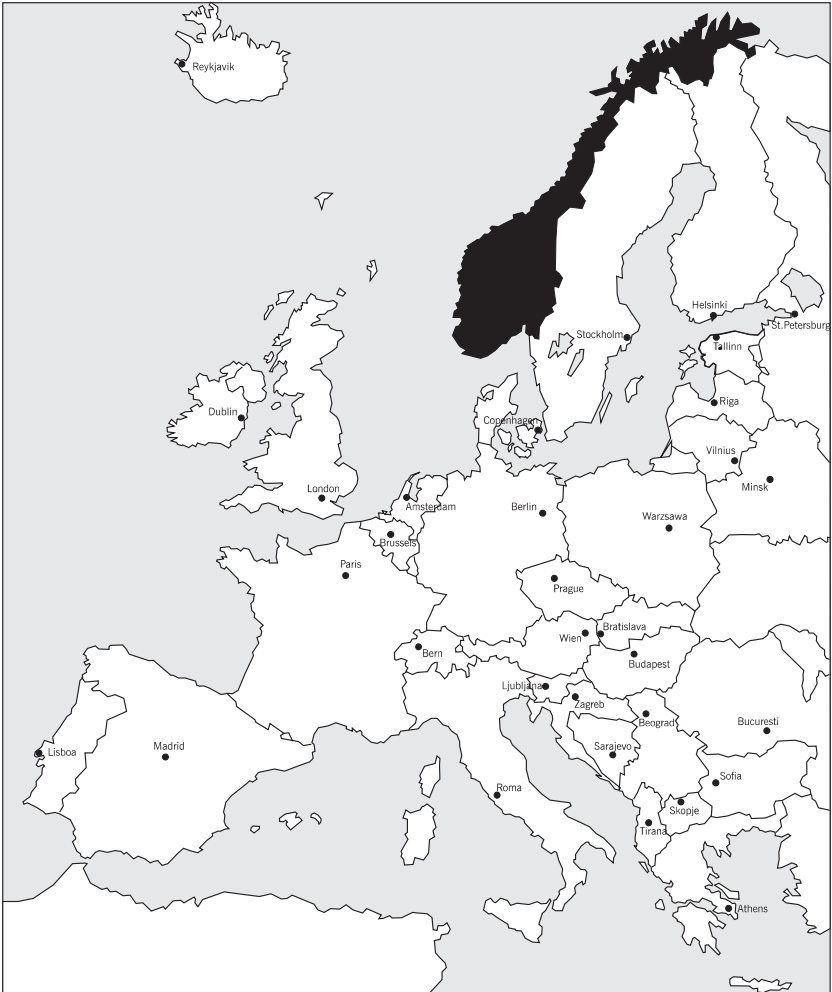 Reykjavik
Helsinki
St.Petersburg
Stockholm
Tallinn
Riga
Dublin
Copenhagen
Vilnius
Minsk
London
Amsterdam
Berlin
Warzsawa
Brussels
Paris
Prague
Bratislava
Wien
Bern
Budapest
Ljubljana
Zagreb
Beograd
Bucuresti
Lisboa
Madrid
Sarajevo
Sofia
Roma
Skopje
Tirana
Athens